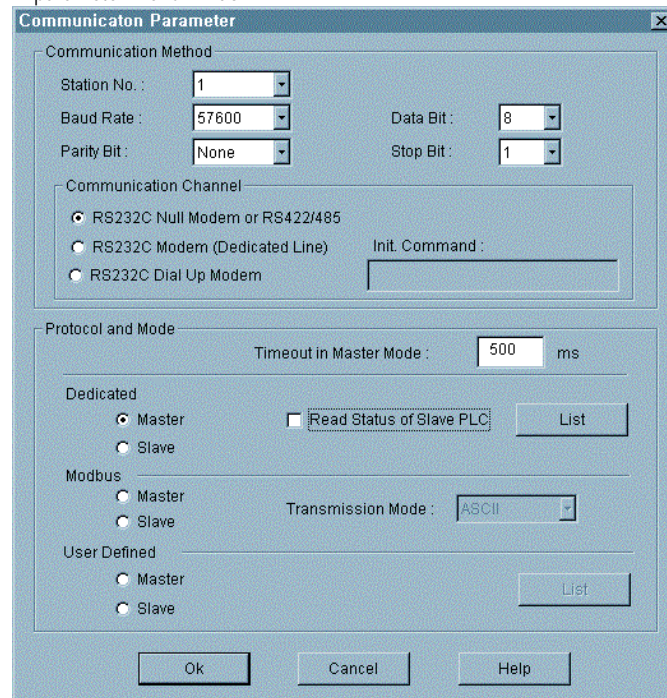 Communicaton Parameter
Communication Method
Station No. : 1
Baud Rate : 57600 Data Bit : 8
Parity Bit : None Stop Bit : 1
Communication Channel
RS232C Null Modem or RS422/485
RS232C Modem (Dedicated Line) Init. Command :
RS232C Dial Up Modem
Protocol and Mode
Timeout in Master Mode : 500 ms
Dedicated
Master Read Status of Slave PLC List
Slave
Modbus
Master
Transmission Mode : ASCII
Slave
User Defined
Master
List
Slave
Ok Cancel Help